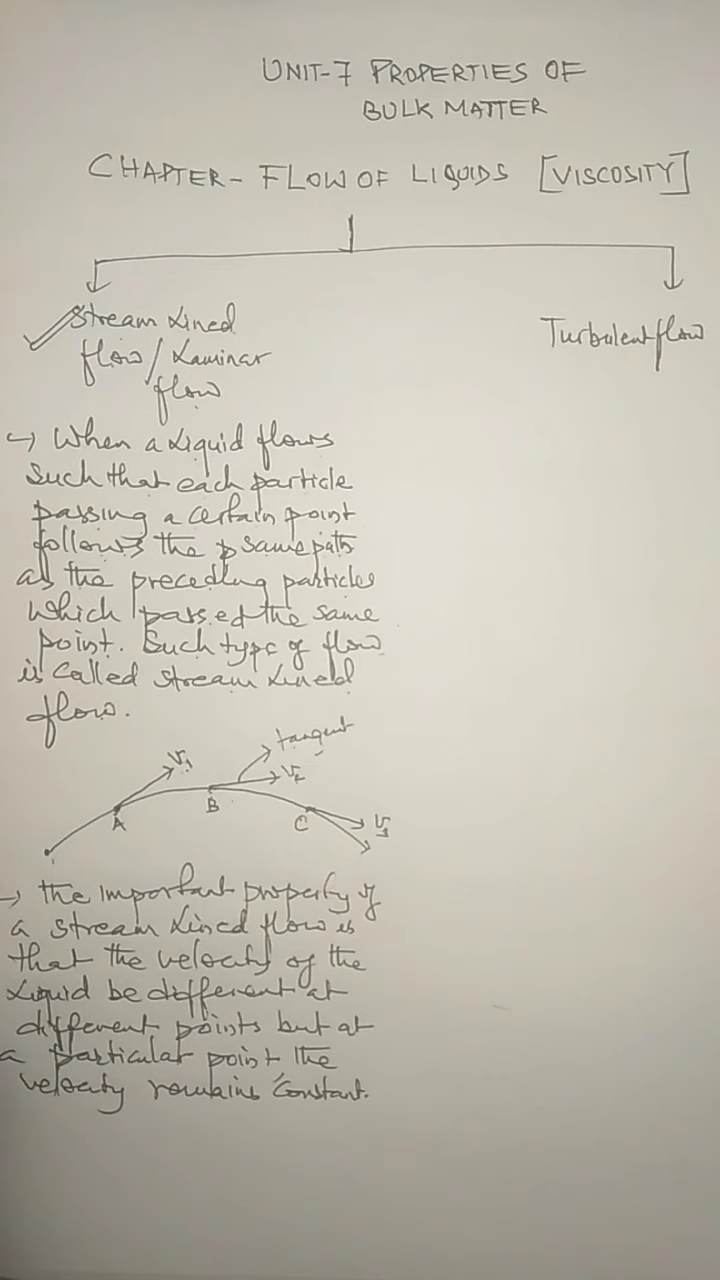 UNIT-7 PROPERTIES OF
BULK MATTER
CHAPTER- FLOW OF LIQUIDS [VISCOSITY]
Stream Lined
flow/Laminar
flow
Turbulent flow
→ When a Liquid flows
Such that each particle
passing a certain point
follows the same path
as the preceding particles
which passed the same
point. Such type of flow
is called stream Lined
flow.
tangent
V1
V2
A
B
C
V3
→ the important property of
a stream Lined flow is
that the velocity of the
Liquid be different at
different points but at
a particular point the
velocity remains Constant.